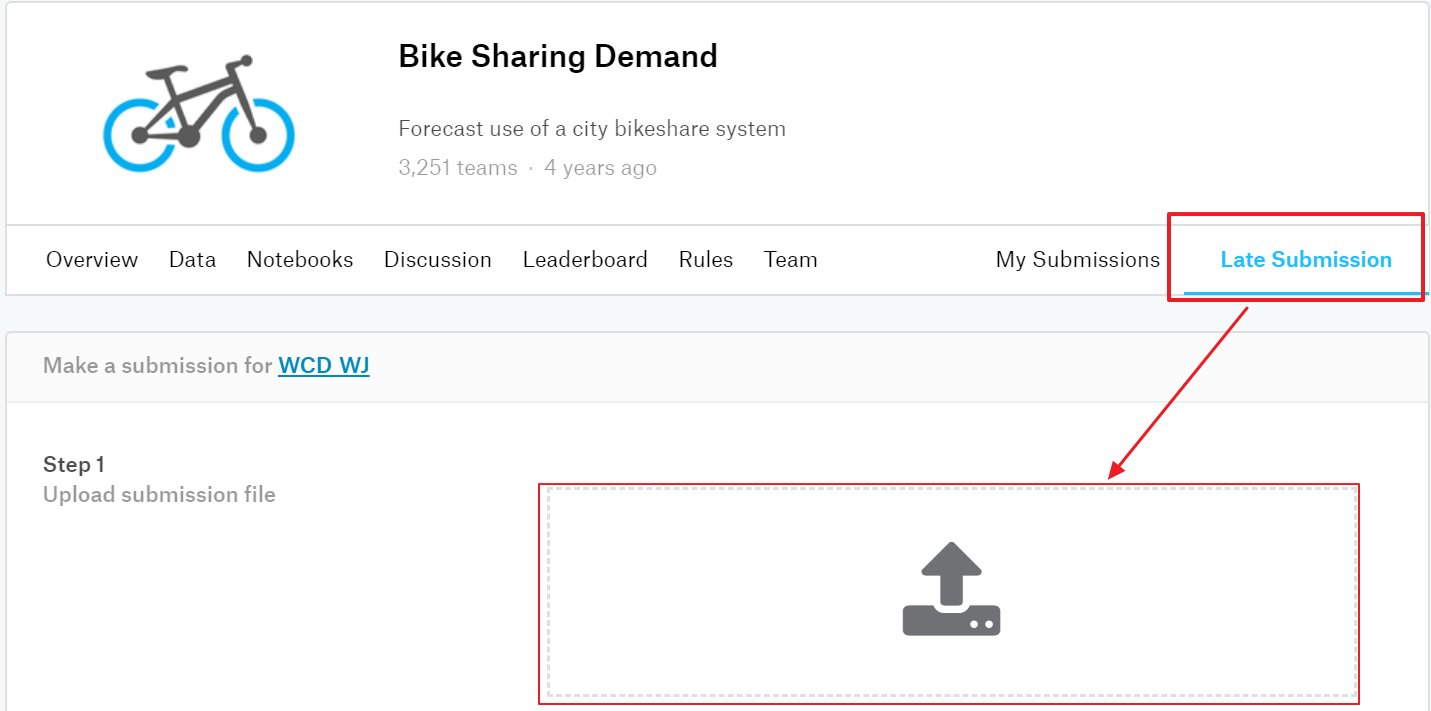 Bike Sharing Demand
Forecast use of a city bikeshare system
3,251 teams · 4 years ago
Overview Data Notebooks Discussion Leaderboard Rules Team My Submissions Late Submission
Make a submission for WCD WJ
Step 1
Upload submission file